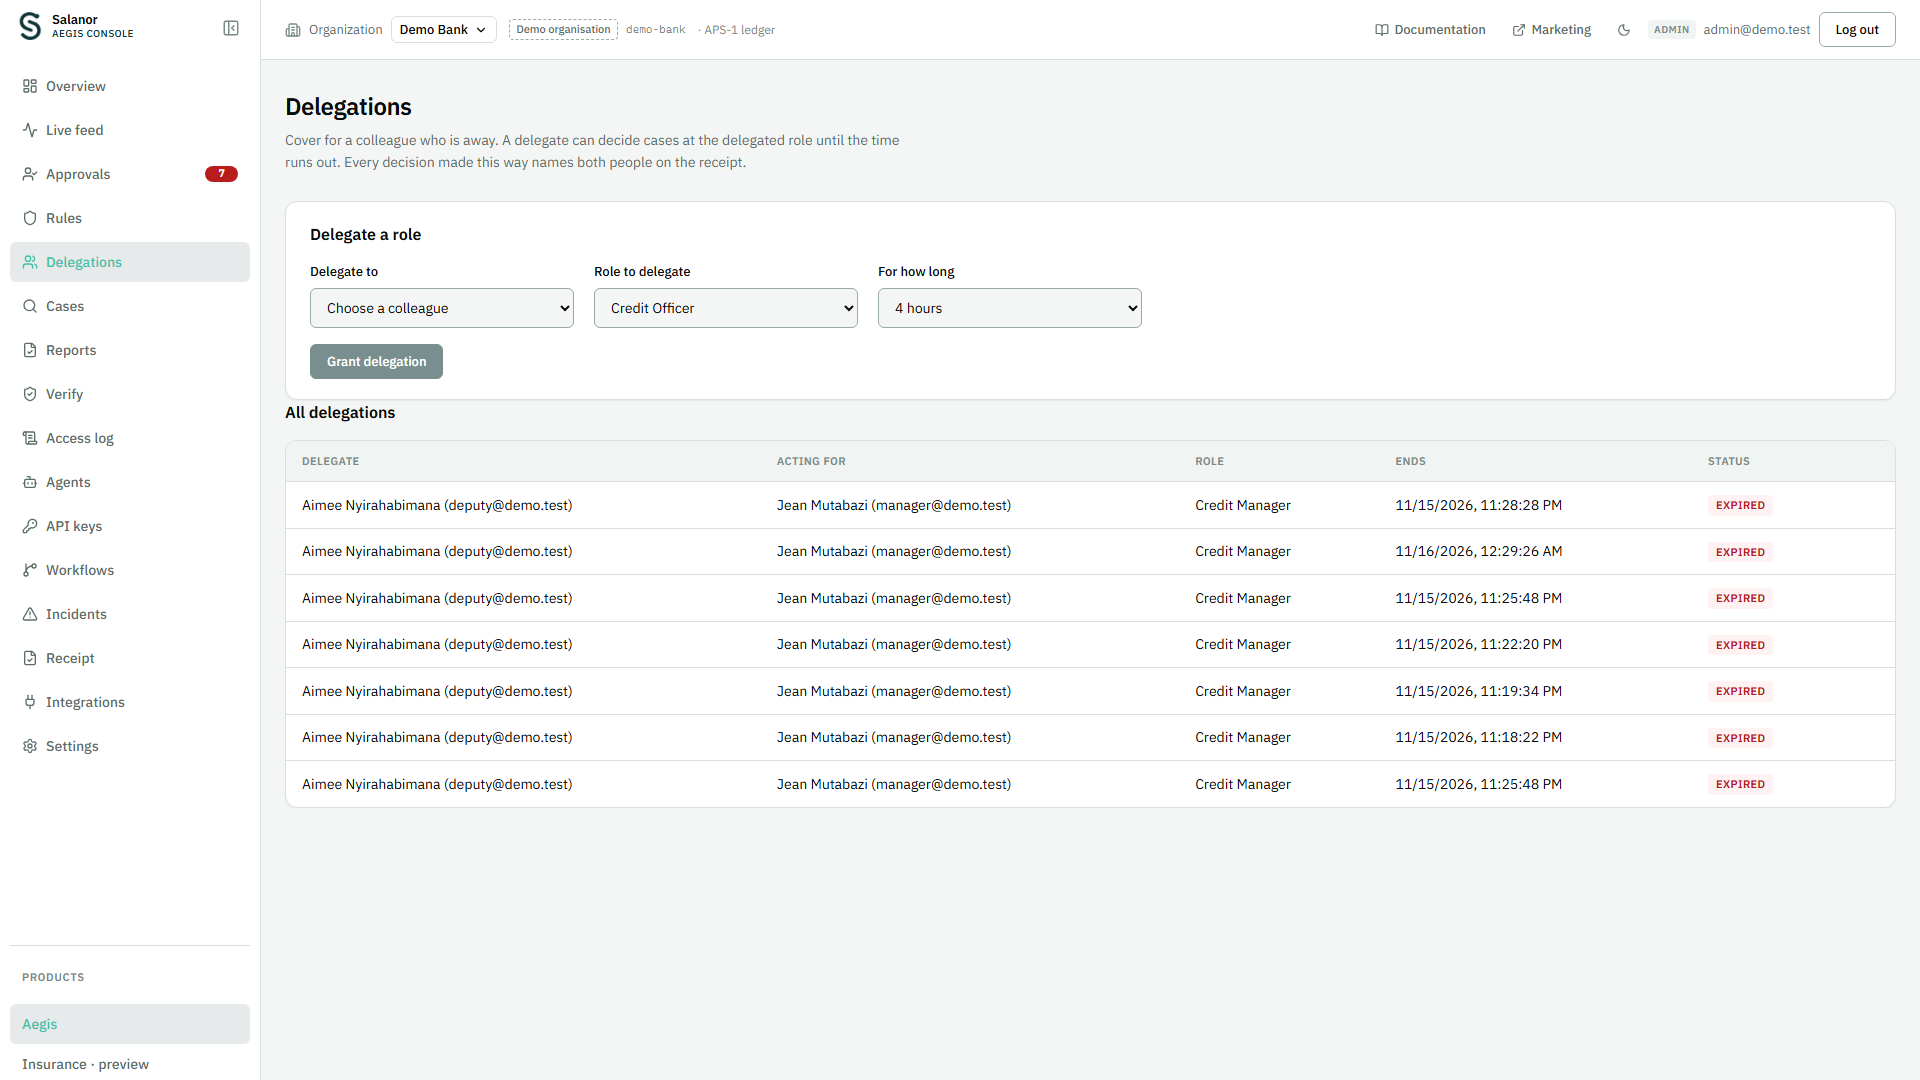 Salanor
AEGIS CONSOLE
Overview
Live feed
Approvals
7
Rules
Delegations
Cases
Reports
Verify
Access log
Agents
API keys
Workflows
Incidents
Receipt
Integrations
Settings
PRODUCTS
Aegis
Insurance · preview
Organization
Demo Bank
Demo organisation
demo-bank
· APS-1 ledger
Documentation
Marketing
ADMIN
admin@demo.test
Log out
Delegations
Cover for a colleague who is away. A delegate can decide cases at the delegated role until the time
runs out. Every decision made this way names both people on the receipt.
Delegate a role
Delegate to
Role to delegate
For how long
Choose a colleague
Credit Officer
4 hours
Grant delegation
All delegations
DELEGATE ACTING FOR ROLE ENDS STATUS
Aimee Nyirahabimana (deputy@demo.test) Jean Mutabazi (manager@demo.test) Credit Manager 11/15/2026, 11:28:28 PM EXPIRED
Aimee Nyirahabimana (deputy@demo.test) Jean Mutabazi (manager@demo.test) Credit Manager 11/16/2026, 12:29:26 AM EXPIRED
Aimee Nyirahabimana (deputy@demo.test) Jean Mutabazi (manager@demo.test) Credit Manager 11/15/2026, 11:25:48 PM EXPIRED
Aimee Nyirahabimana (deputy@demo.test) Jean Mutabazi (manager@demo.test) Credit Manager 11/15/2026, 11:22:20 PM EXPIRED
Aimee Nyirahabimana (deputy@demo.test) Jean Mutabazi (manager@demo.test) Credit Manager 11/15/2026, 11:19:34 PM EXPIRED
Aimee Nyirahabimana (deputy@demo.test) Jean Mutabazi (manager@demo.test) Credit Manager 11/15/2026, 11:18:22 PM EXPIRED
Aimee Nyirahabimana (deputy@demo.test) Jean Mutabazi (manager@demo.test) Credit Manager 11/15/2026, 11:25:48 PM EXPIRED